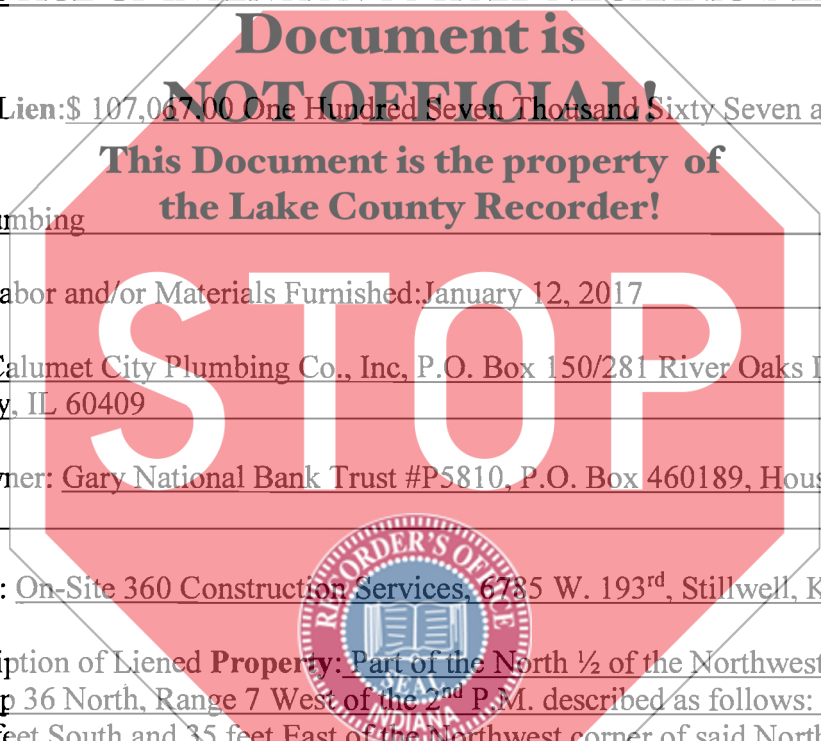 Document is
NOT OFFICIAL!
Lien:$ 107,067.00 One Hundred Seven Thousand Sixty Seven a
This Document is the property of
the Lake County Recorder!
umbing
STOP
abor and/or Materials Furnished:January 12, 2017
Calumet City Plumbing Co., Inc, P.O. Box 150/281 River Oaks D
y, IL 60409
ner: Gary National Bank Trust #P5810, P.O. Box 460189, Hous
RECORDER'S OFFICE
SEAL
INDIANA
: On-Site 360 Construction Services, 6785 W. 193rd, Stillwell, K
iption of Liened Property: Part of the North ½ of the Northwest
p 36 North, Range 7 West of the 2nd P.M. described as follows:
feet South and 35 feet East of the Northwest corner of said North